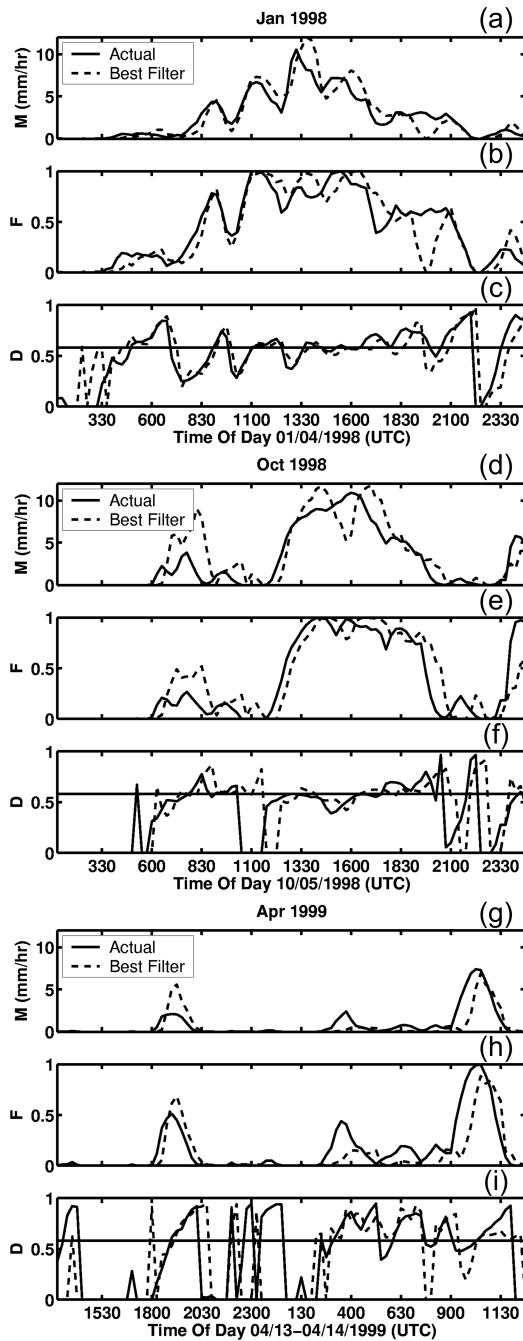 Jan 1998
(a)
M (mm/hr)
10
5
0
Actual
Best Filter
(b)
F
1
0.5
0
(c)
D
1
0.5
0
330 600 830 1100 1330 1600 1830 2100 2330
Time Of Day 01/04/1998 (UTC)
Oct 1998
(d)
M (mm/hr)
10
5
0
Actual
Best Filter
(e)
F
1
0.5
0
(f)
D
1
0.5
0
330 600 830 1100 1330 1600 1830 2100 2330
Time Of Day 10/05/1998 (UTC)
Apr 1999
(g)
M (mm/hr)
10
5
0
Actual
Best Filter
(h)
F
1
0.5
0
(i)
D
1
0.5
0
1530 1800 2030 2300 130 400 630 900 1130
Time Of Day 04/13-04/14/1999 (UTC)